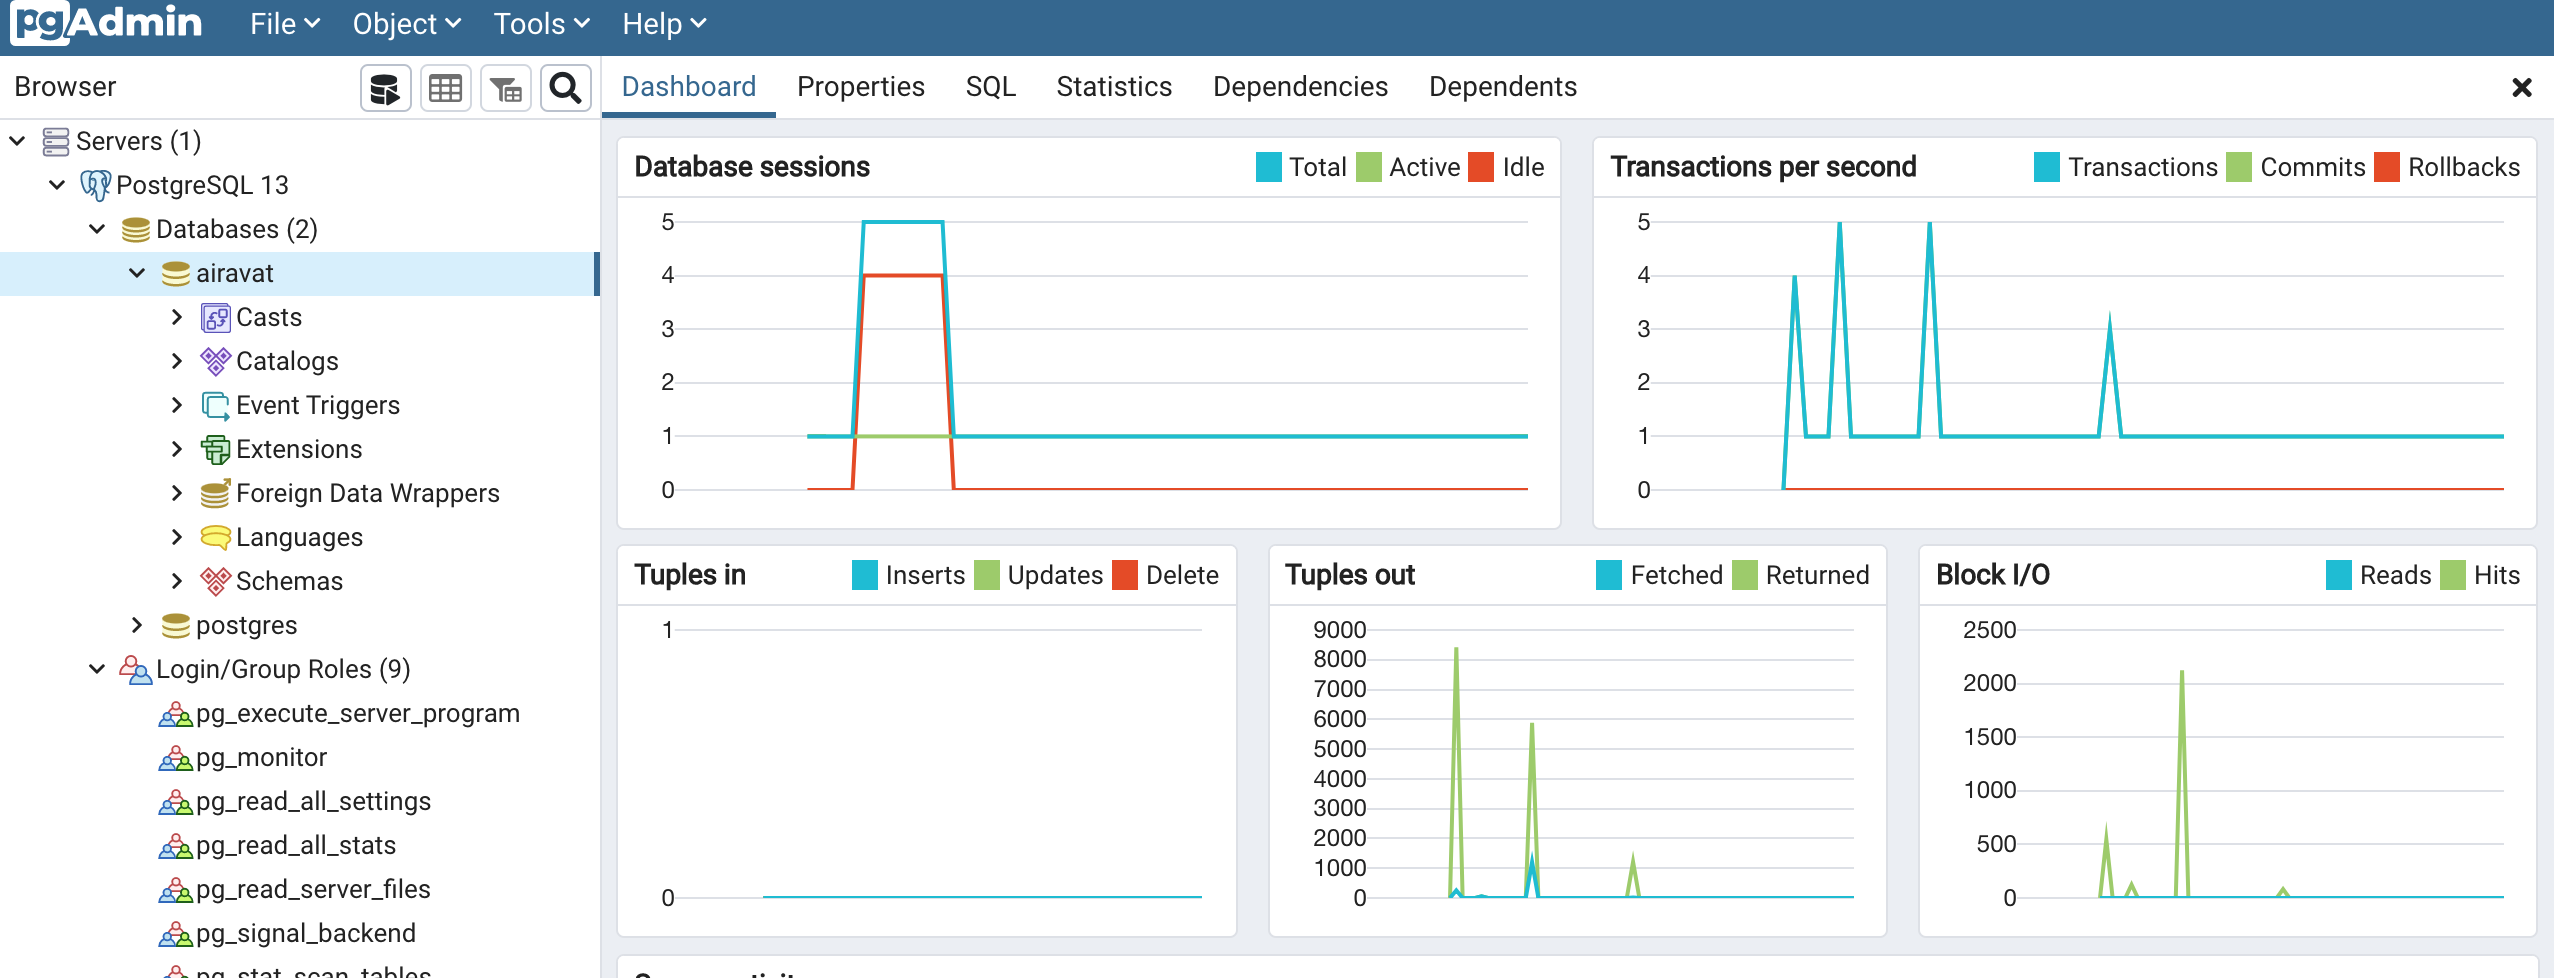 pgAdmin File Object Tools Help
Browser
Dashboard Properties SQL Statistics Dependencies Dependents
Servers (1)
PostgreSQL 13
Databases (2)
airavat
Casts
Catalogs
Event Triggers
Extensions
Foreign Data Wrappers
Languages
Schemas
postgres
Login/Group Roles (9)
pg_execute_server_program
pg_monitor
pg_read_all_settings
pg_read_all_stats
pg_read_server_files
pg_signal_backend
pg_stat_scan_tables
Database sessions Total Active Idle
5
4
3
2
1
0
Transactions per second Transactions Commits Rollbacks
5
4
3
2
1
0
Tuples in Inserts Updates Delete
1
0
Tuples out Fetched Returned
9000
8000
7000
6000
5000
4000
3000
2000
1000
0
Block I/O Reads Hits
2500
2000
1500
1000
500
0